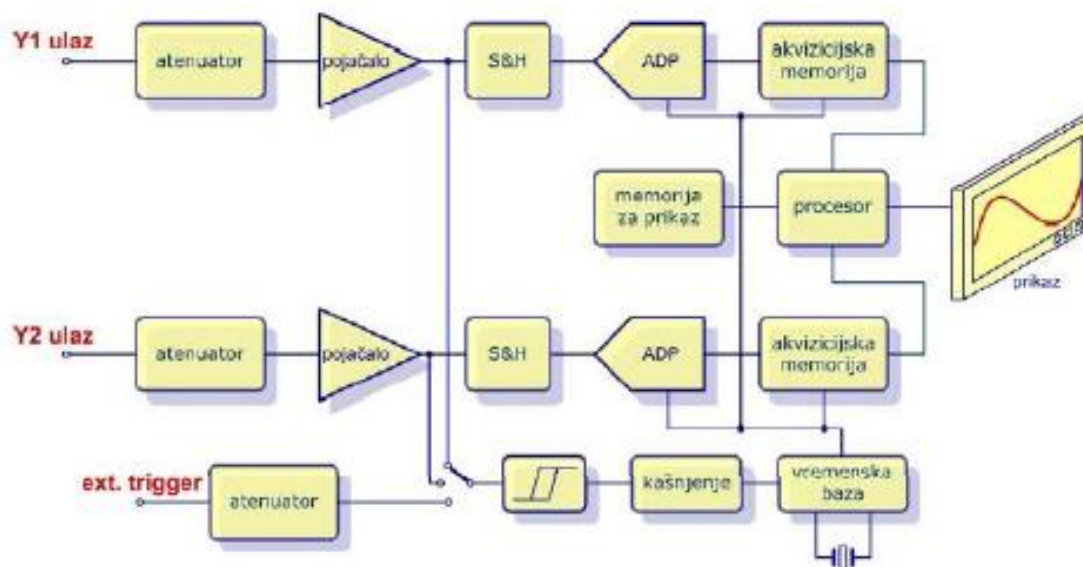 Y1 ulaz
atenuator
pojačalo
S&H
ADP
akvizicijska
memorija
memorija
za prikaz
procesor
prikaz
Y2 ulaz
atenuator
pojačalo
S&H
ADP
akvizicijska
memorija
ext. trigger
atenuator
kašnjenje
vremenska
baza